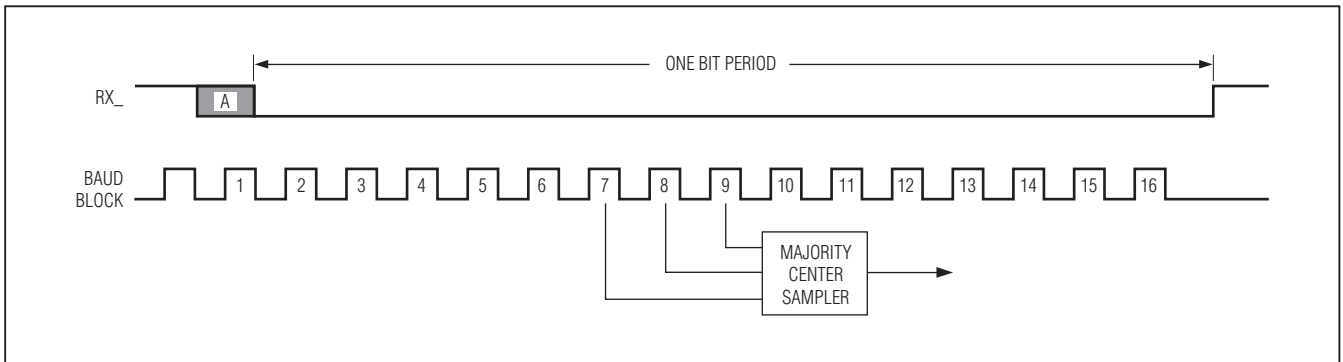 ONE BIT PERIOD
RX_
A
BAUD
BLOCK
1 2 3 4 5 6 7 8 9 10 11 12 13 14 15 16
MAJORITY
CENTER
SAMPLER